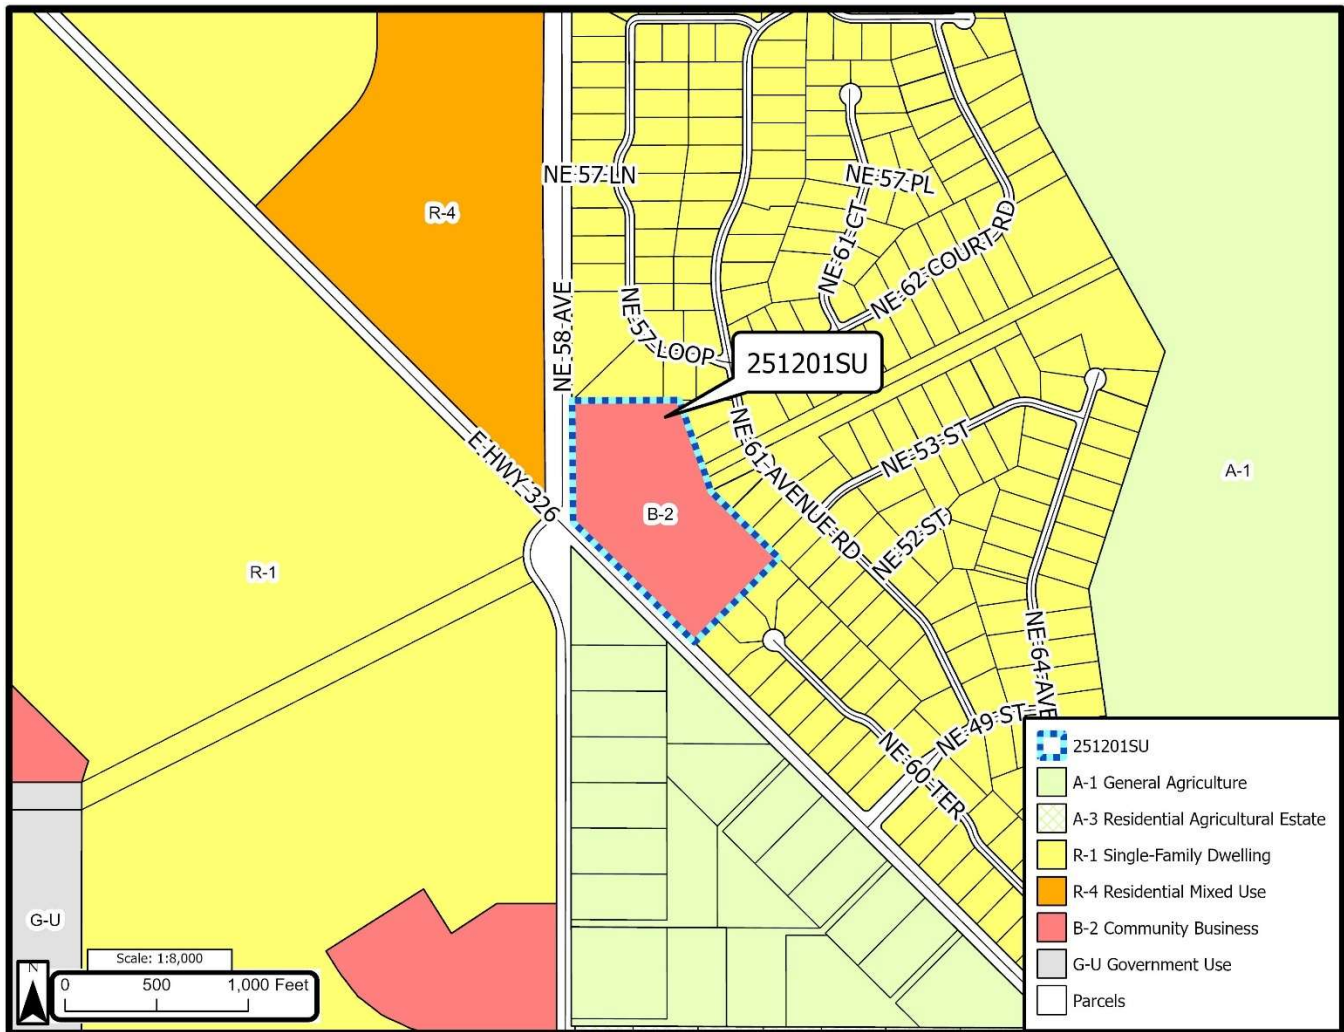 NE 57 LN
NE 57 PL
R-4
NE 61 CT
NE 62 COURT RD
NE 58 AVE
NE 57 LOOP
251201SU
E HWY 326
NE 61 AVENUE RD
NE 53 ST
A-1
B-2
NE 52 ST
R-1
NE 64 AVE
NE 49 ST
NE 60 TER
G-U
251201SU
A-1 General Agriculture
A-3 Residential Agricultural Estate
R-1 Single-Family Dwelling
R-4 Residential Mixed Use
B-2 Community Business
G-U Government Use
Parcels
Scale: 1:8,000
N
0 500 1,000 Feet